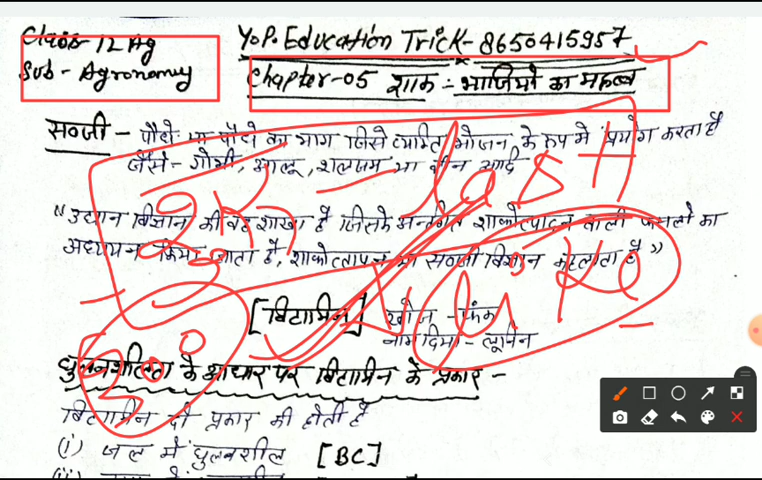 Class-12 Ag
Sub - Agronomy
Y.P. Education Trick-8650415957
Chapter-05 शाक - भाजियो का महत्व
सब्जी - पौधे या पौधे का भाग जिसे व्यक्ति भोजन के रूप मे प्रयोग करता है
जैसे- गोभी, आलू, शलजम या बीन आदि
"उद्यान विज्ञान की वह शाखा है जिसके अन्तर्गत शाकोत्पादन वाली फसलो का
अध्ययन किया जाता है, शाकोत्पादन या सब्जी विज्ञान कहलाता है"
[विटामिन] खोज - फंक
नाम दिया - ल्यूमिन
घुलनशीलता के आधार पर विटामिन के प्रकार -
विटामिन दो प्रकार की होती है
(i) जल मे घुलनशील [BC]
(ii)